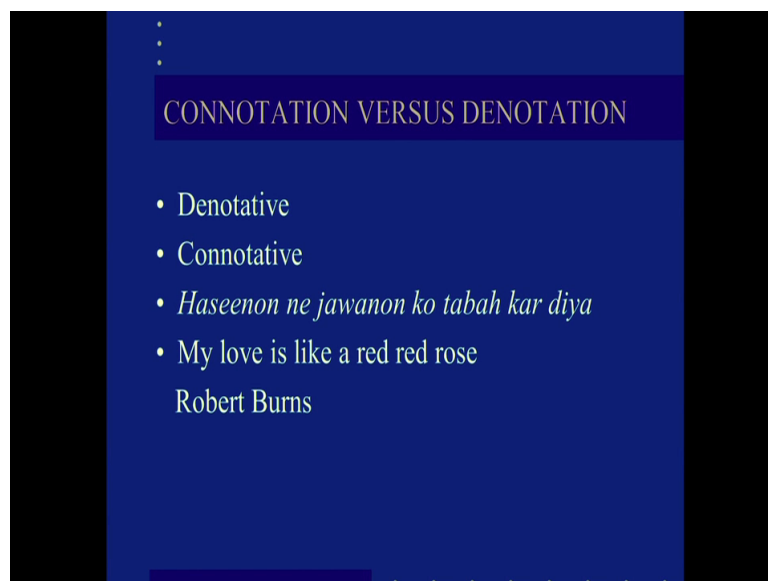 CONNOTATION VERSUS DENOTATION
• Denotative
• Connotative
• Haseenon ne jawanon ko tabah kar diya
• My love is like a red red rose
Robert Burns